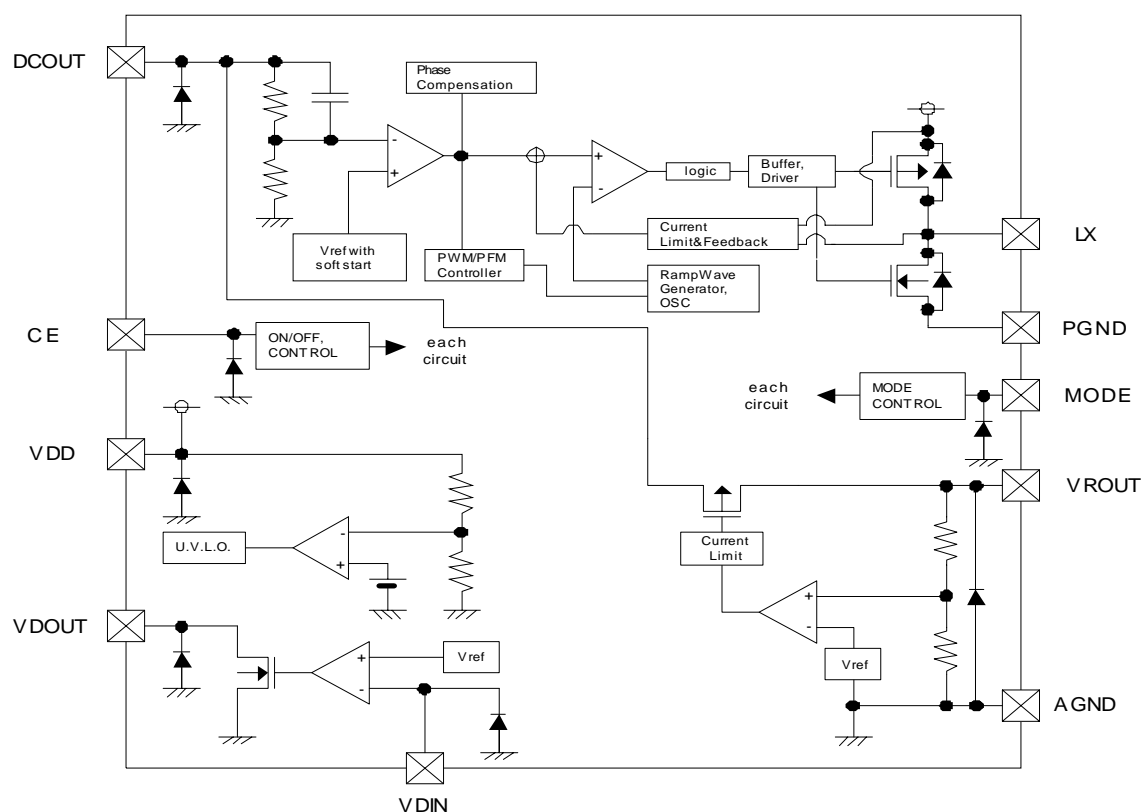 DCOUT
Phase
Compensation
-
+
+
-
logic
Buffer,
Driver
Vref with
soft start
PWM/PFM
Controller
Current
Limit&Feedback
RampWave
Generator,
OSC
LX
PGND
CE
ON/OFF,
CONTROL
each
circuit
each
circuit
MODE
CONTROL
MODE
VDD
U.V.L.O.
-
+
Current
Limit
VROUT
+
-
Vref
AGND
VDOUT
+
-
Vref
VDIN